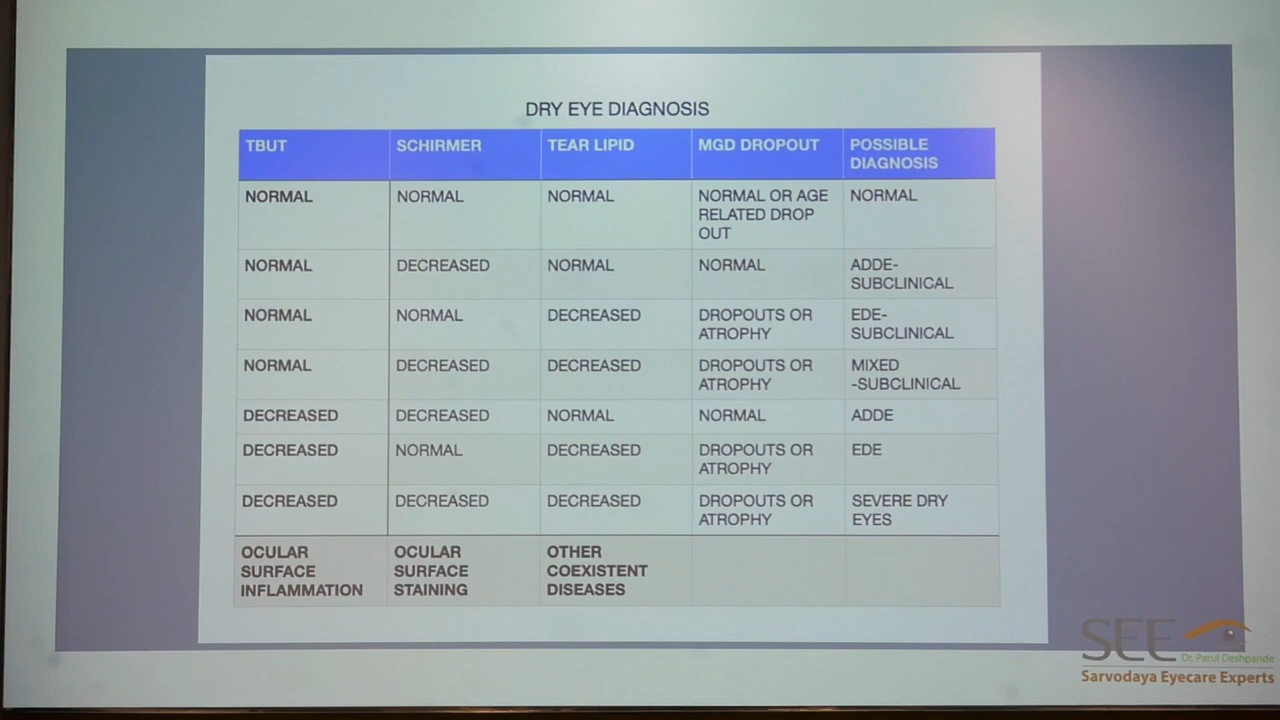 DRY EYE DIAGNOSIS
TBUT SCHIRMER TEAR LIPID MGD DROPOUT POSSIBLE
DIAGNOSIS
NORMAL NORMAL NORMAL NORMAL OR AGE NORMAL
RELATED DROP
OUT
NORMAL DECREASED NORMAL NORMAL ADDE-
SUBCLINICAL
NORMAL NORMAL DECREASED DROPOUTS OR EDE-
ATROPHY SUBCLINICAL
NORMAL DECREASED DECREASED DROPOUTS OR MIXED
ATROPHY -SUBCLINICAL
DECREASED DECREASED NORMAL NORMAL ADDE
DECREASED NORMAL DECREASED DROPOUTS OR EDE
ATROPHY
DECREASED DECREASED DECREASED DROPOUTS OR SEVERE DRY
ATROPHY EYES
OCULAR OCULAR OTHER
SURFACE SURFACE COEXISTENT
INFLAMMATION STAINING DISEASES
SEE
Dr. Parul Deshpande
Sarvodaya Eyecare Experts